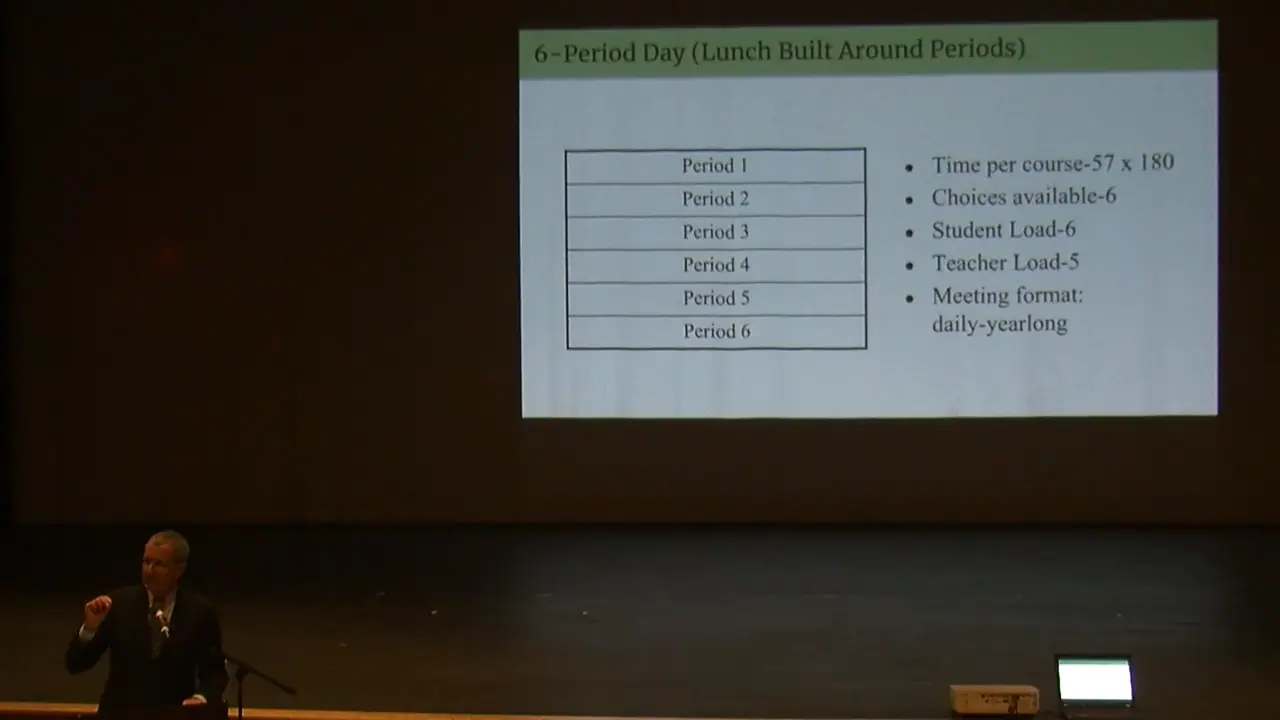 6-Period Day (Lunch Built Around Periods)
Period 1
Period 2
Period 3
Period 4
Period 5
Period 6
• Time per course-57 x 180
• Choices available-6
• Student Load-6
• Teacher Load-5
• Meeting format:
daily-yearlong